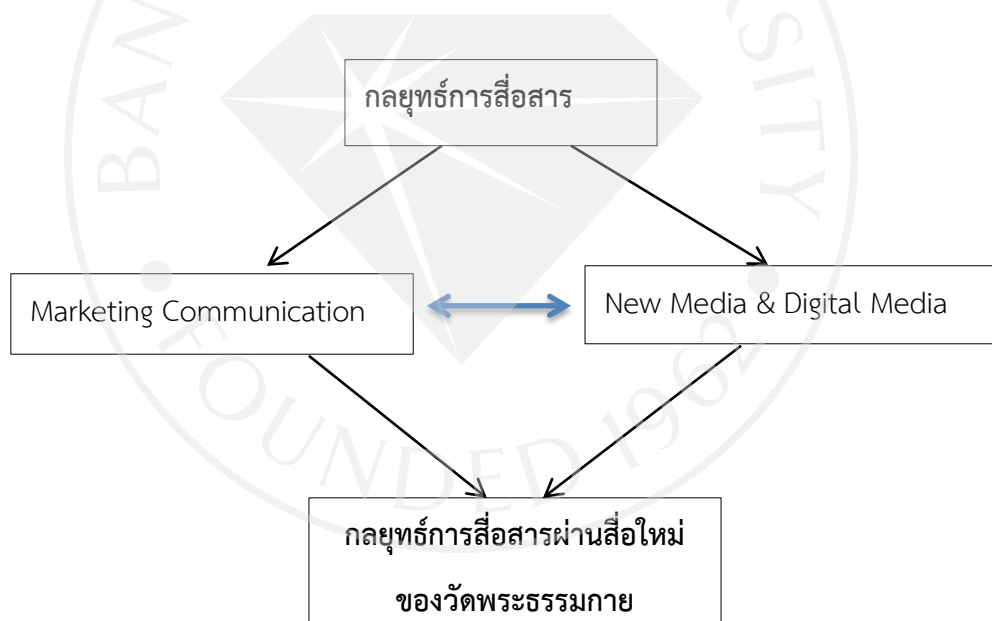 กลยุทธ์การสื่อสาร
Marketing Communication
New Media & Digital Media
กลยุทธ์การสื่อสารผ่านสื่อใหม่
ของวัดพระธรรมกาย
FOUNDED 1962